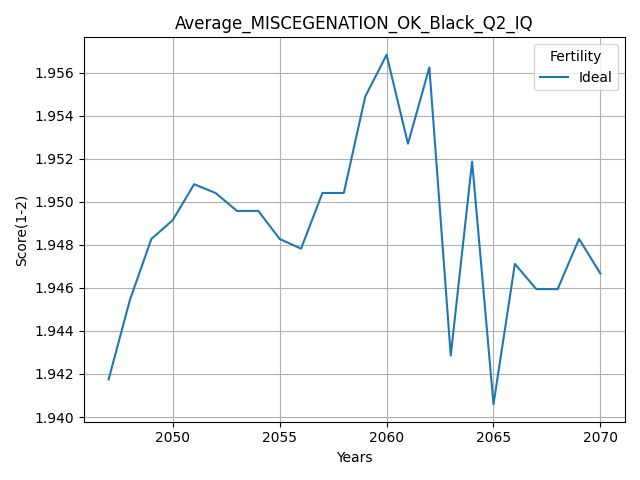 Average_MISCEGENATION_OK_Black_Q2_IQ
Fertility
Ideal
1.956
1.954
1.952
1.950
1.948
1.946
1.944
1.942
1.940
Score(1-2)
2050 2055 2060 2065 2070
Years